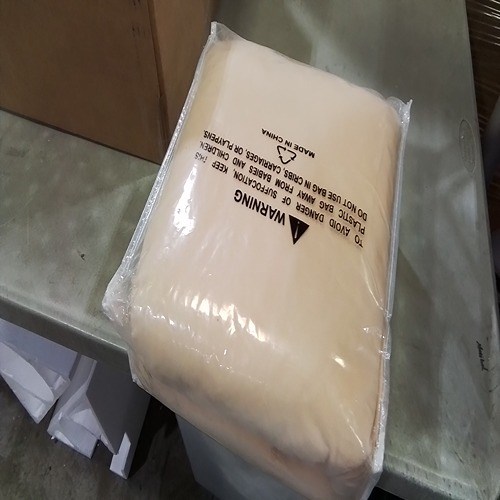 WARNING
TO AVOID DANGER OF SUFFOCATION, KEEP THIS
PLASTIC BAG AWAY FROM BABIES AND CHILDREN.
DO NOT USE BAG IN CRIBS, CARRIAGES, OR PLAYPENS.
MADE IN CHINA